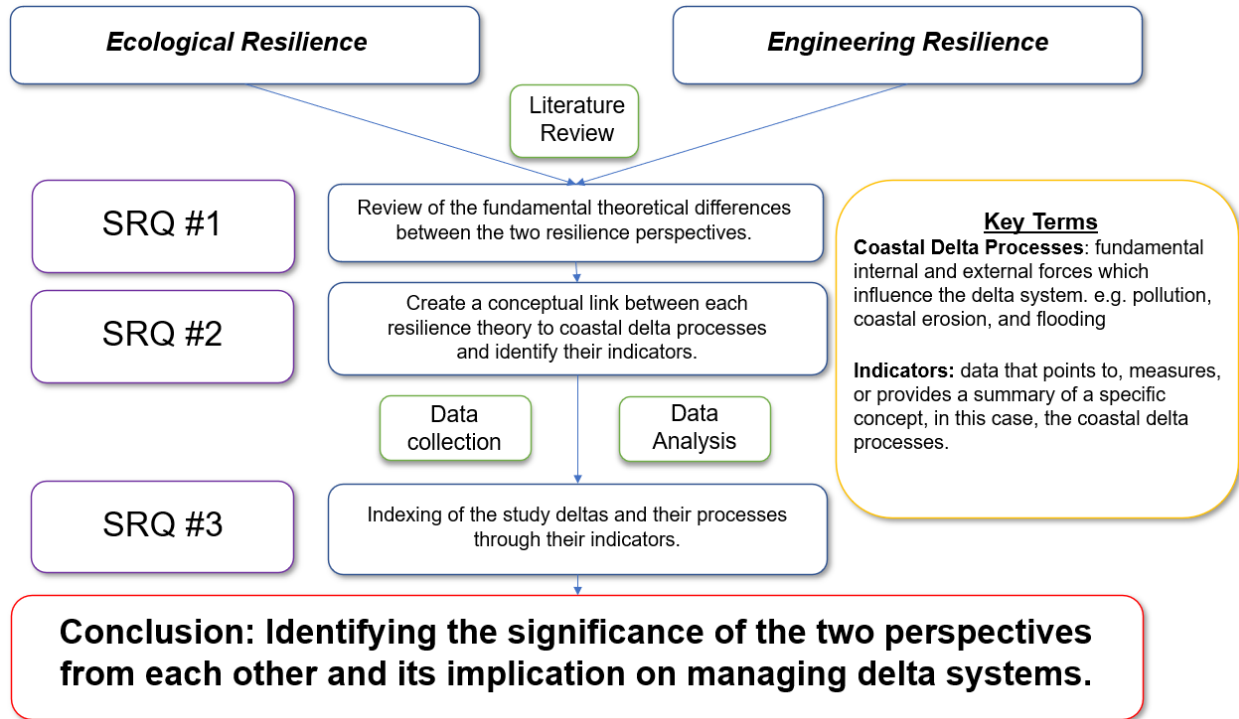 Ecological Resilience
Engineering Resilience
Literature
Review
SRQ #1
Review of the fundamental theoretical differences
between the two resilience perspectives.
SRQ #2
Create a conceptual link between each
resilience theory to coastal delta processes
and identify their indicators.
Key Terms
Coastal Delta Processes: fundamental
internal and external forces which
influence the delta system. e.g. pollution,
coastal erosion, and flooding
Indicators: data that points to, measures,
or provides a summary of a specific
concept, in this case, the coastal delta
processes.
Data
collection
Data
Analysis
SRQ #3
Indexing of the study deltas and their processes
through their indicators.
Conclusion: Identifying the significance of the two perspectives
from each other and its implication on managing delta systems.